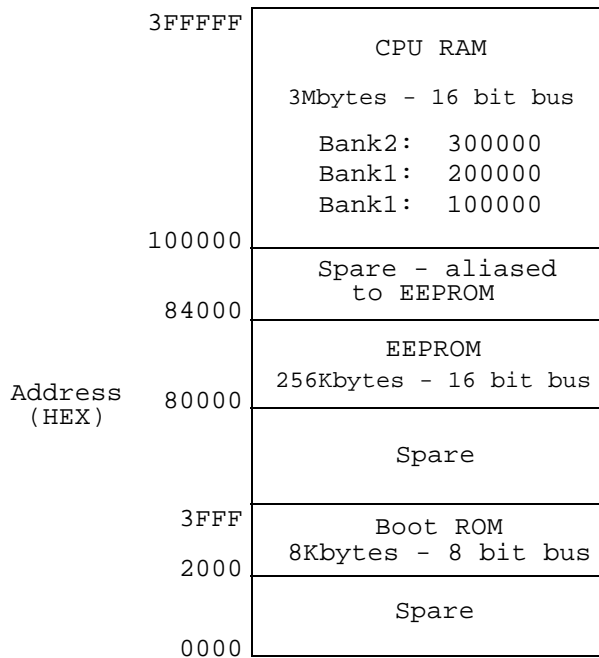 3FFFFF
CPU RAM
3Mbytes - 16 bit bus
Bank2: 300000
Bank1: 200000
Bank1: 100000
100000
Spare - aliased
to EEPROM
84000
EEPROM
256Kbytes - 16 bit bus
Address
(HEX)
80000
Spare
3FFF
Boot ROM
8Kbytes - 8 bit bus
2000
Spare
0000